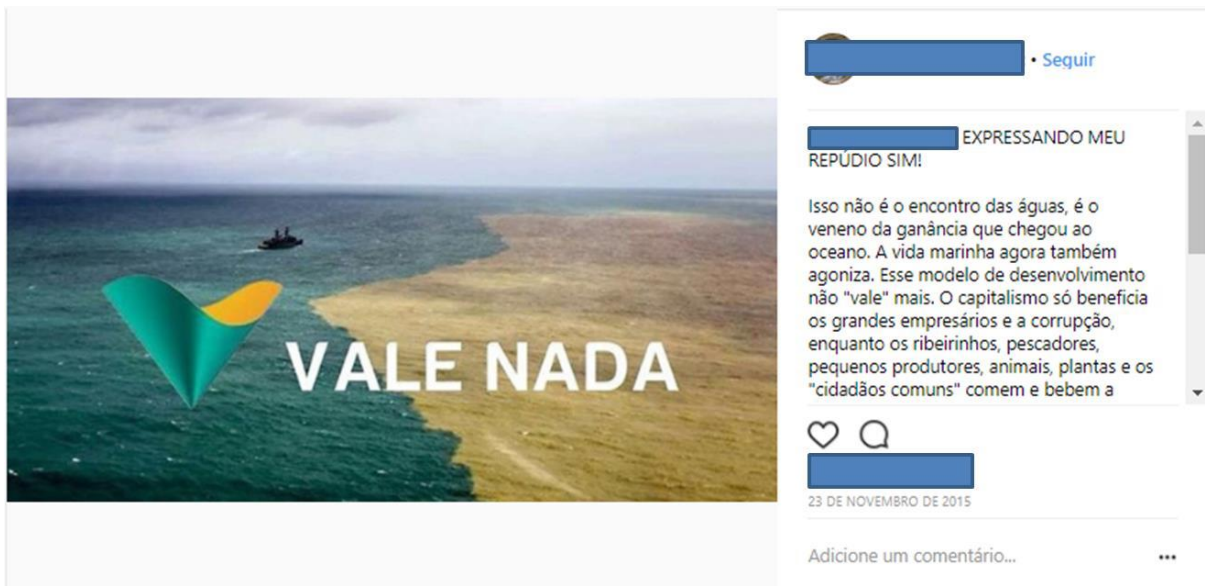 VALE NADA
• Seguir
EXPRESSANDO MEU
REPÚDIO SIM!
Isso não é o encontro das águas, é o
veneno da ganância que chegou ao
oceano. A vida marinha agora também
agoniza. Esse modelo de desenvolvimento
não "vale" mais. O capitalismo só beneficia
os grandes empresários e a corrupção,
enquanto os ribeirinhos, pescadores,
pequenos produtores, animais, plantas e os
"cidadãos comuns" comem e bebem a
23 DE NOVEMBRO DE 2015
Adicione um comentário...